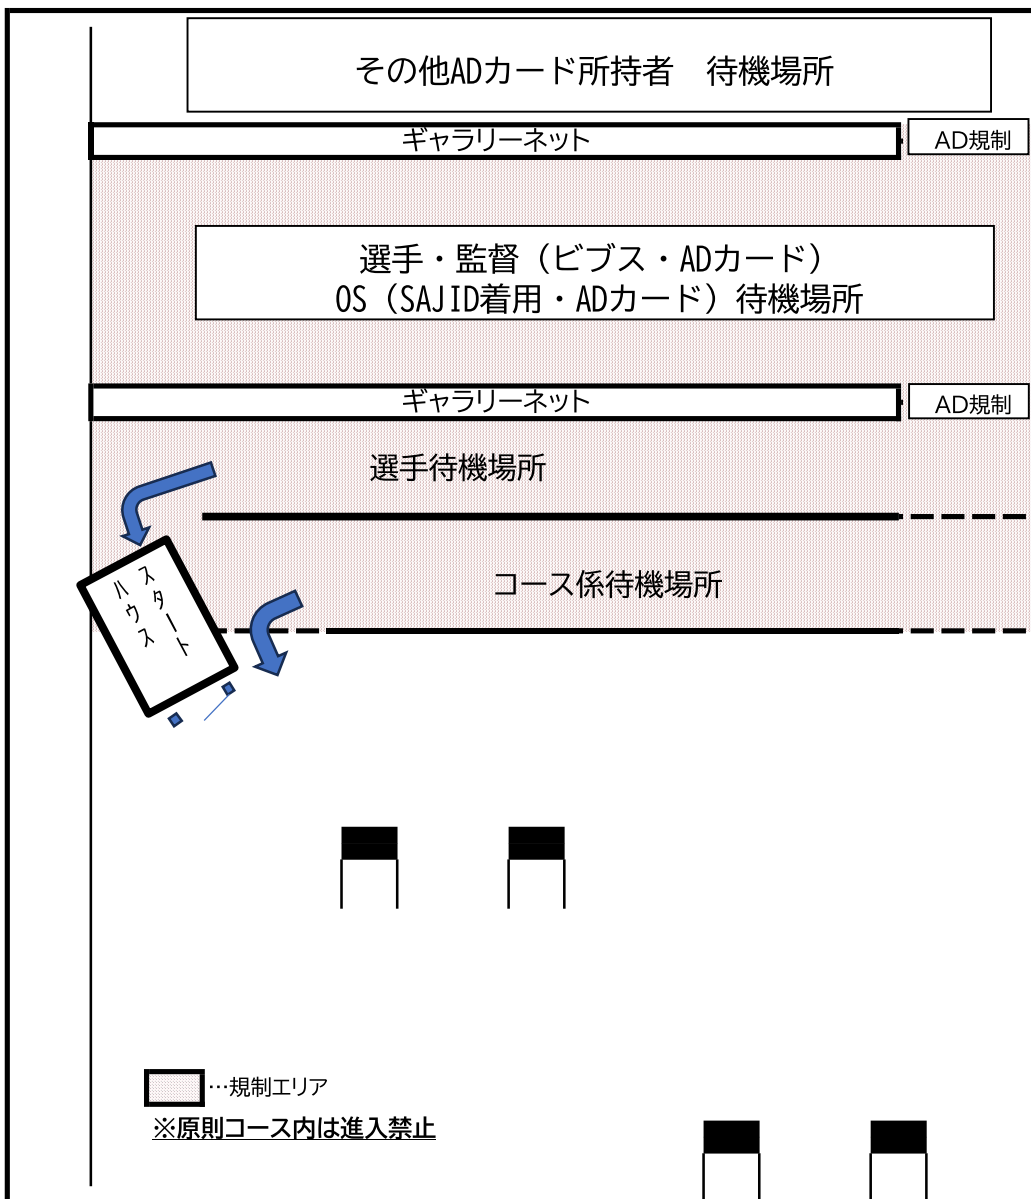 その他ADカード所持者　待機場所
ギャラリーネット
AD規制
選手・監督（ビブス・ADカード）
OS（SAJID着用・ADカード）待機場所
ギャラリーネット
AD規制
選手待機場所
コース係待機場所
スタート
ハウス
…規制エリア
※原則コース内は進入禁止